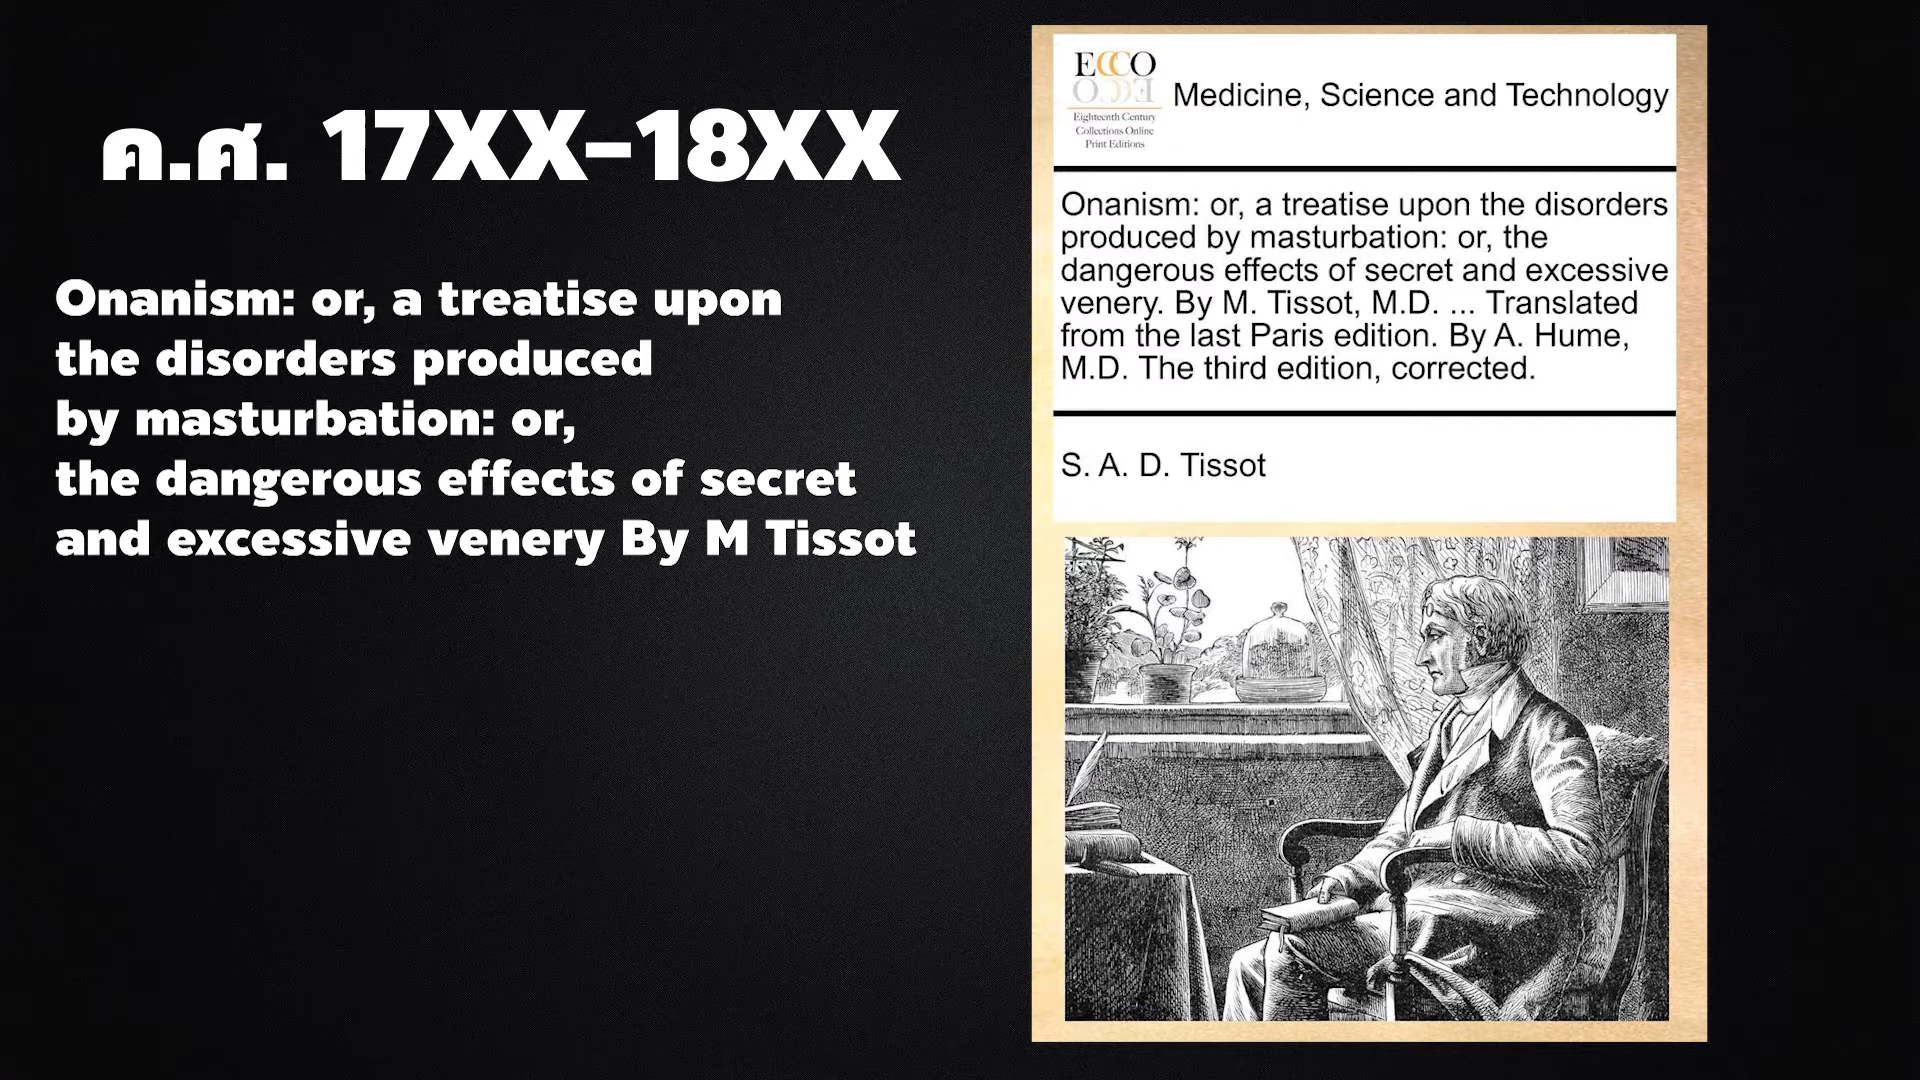 ค.ศ. 17XX-18XX
Onanism: or, a treatise upon
the disorders produced
by masturbation: or,
the dangerous effects of secret
and excessive venery By M Tissot
ECCO
Eighteenth Century
Collections Online
Print Editions
Medicine, Science and Technology
Onanism: or, a treatise upon the disorders
produced by masturbation: or, the
dangerous effects of secret and excessive
venery. By M. Tissot, M.D. ... Translated
from the last Paris edition. By A. Hume,
M.D. The third edition, corrected.
S. A. D. Tissot